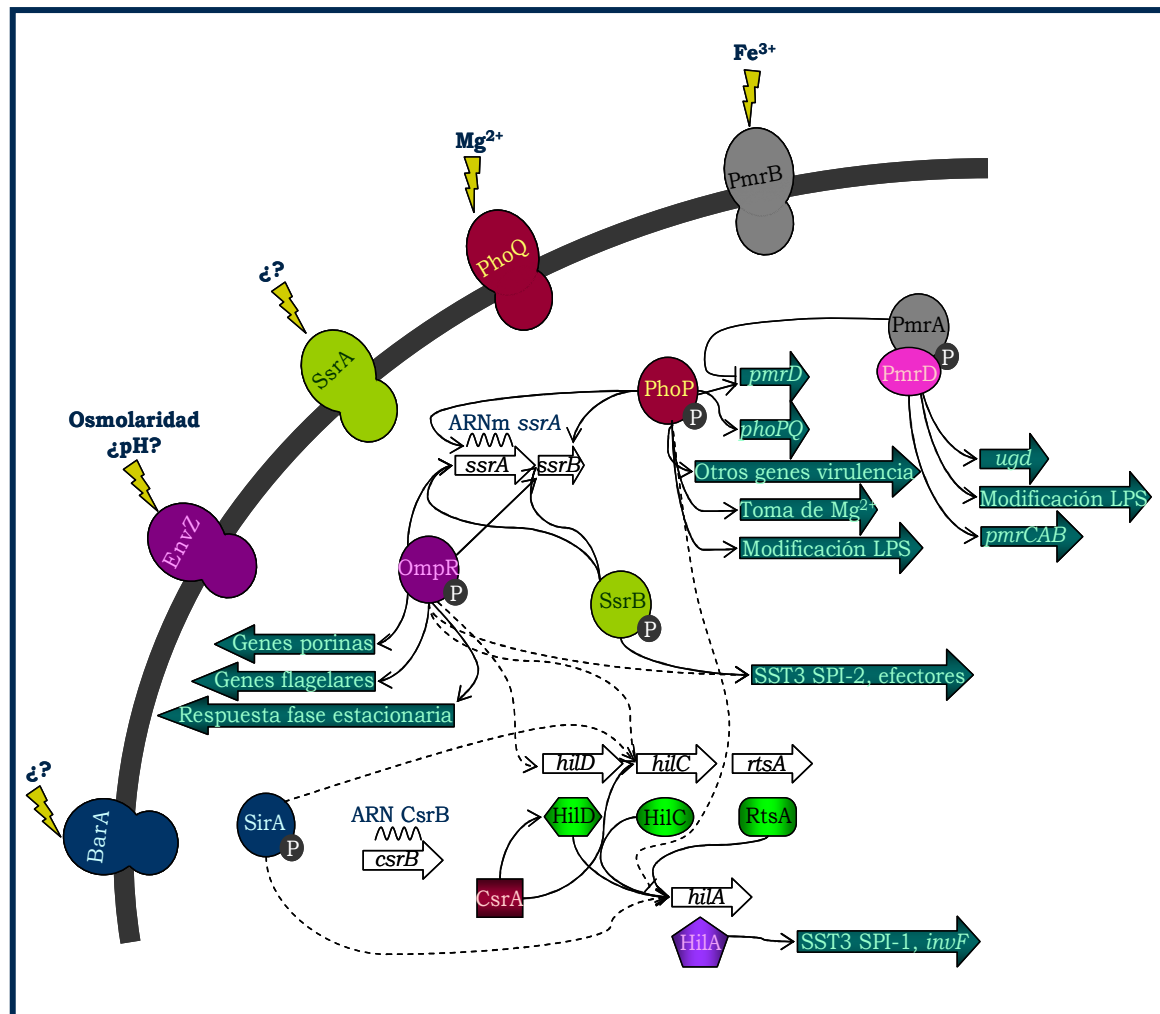 Fe³⁺
Mg²⁺
PmrB
PhoQ
¿?
SsrA
PmrA
P
PmrD
PhoP
P
pmrD
phoPQ
ARNm ssrA
ssrA
ssrB
Osmolaridad
¿pH?
EnvZ
Otros genes virulencia
ugd
Toma de Mg²⁺
Modificación LPS
Modificación LPS
pmrCAB
OmpR
P
SsrB
P
Genes porinas
Genes flagelares
SST3 SPI-2, efectores
Respuesta fase estacionaria
¿?
BarA
hilD
hilC
rtsA
SirA
P
ARN CsrB
csrB
HilD
HilC
RtsA
CsrA
hilA
HilA
SST3 SPI-1, invF